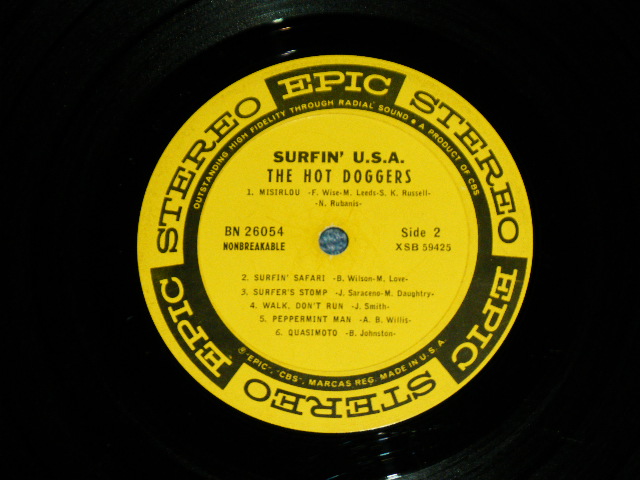 EPIC
STEREO
EPIC
STEREO
EPIC
STEREO
OUTSTANDING HIGH FIDELITY THROUGH RADIAL SOUND • A PRODUCT OF CBS
SURFIN' U.S.A.
THE HOT DOGGERS
1. MISIRLOU -F. Wise-M. Leeds-S. K. Russell-
-N. Rubanis-
BN 26054 Side 2
NONBREAKABLE XSB 59425
2. SURFIN' SAFARI -B. Wilson-M. Love-
3. SURFER'S STOMP -J. Saraceno-M. Daughtry-
4. WALK, DON'T RUN -J. Smith-
5. PEPPERMINT MAN -A. B. Willis-
6. QUASIMOTO -B. Johnston-
® "EPIC", "CBS", MARCAS REG. MADE IN U.S.A.